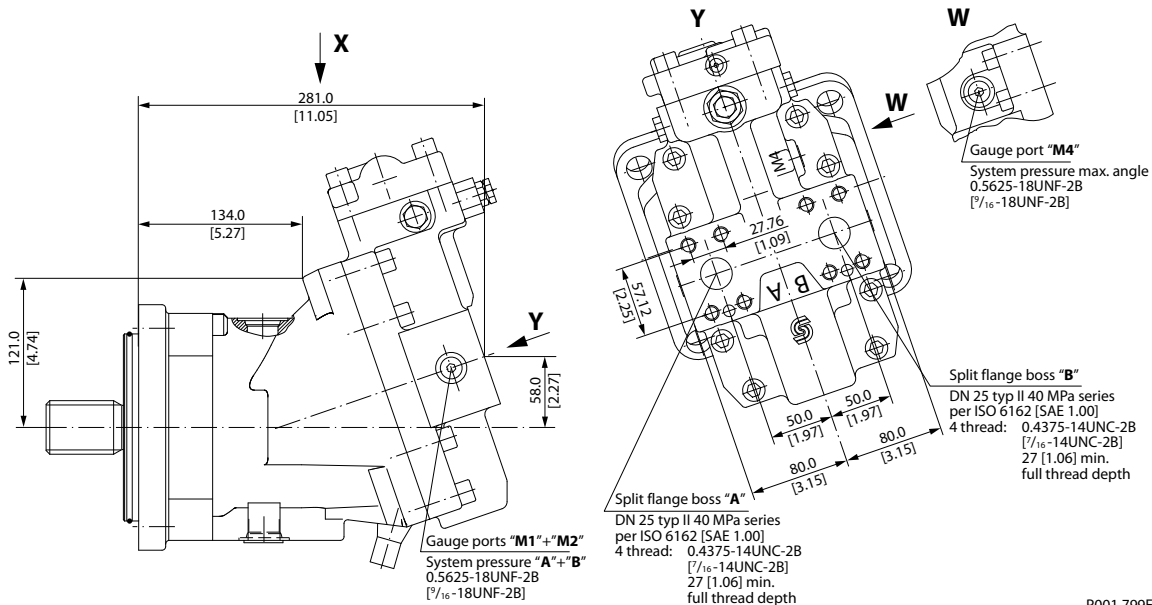 X
281.0
[11.05]
134.0
[5.27]
121.0
[4.74]
Y
58.0
[2.27]
Gauge ports "M1"+"M2"
System pressure "A"+"B"
0.5625-18UNF-2B
[9/16-18UNF-2B]
Y
W
W
Gauge port "M4"
System pressure max. angle
0.5625-18UNF-2B
[9/16-18UNF-2B]
M4
27.76
[1.09]
57.12
[2.25]
B A
50.0
[1.97]
50.0
[1.97]
80.0
[3.15]
80.0
[3.15]
Split flange boss "B"
DN 25 typ II 40 MPa series
per ISO 6162 [SAE 1.00]
4 thread: 0.4375-14UNC-2B
[7/16-14UNC-2B]
27 [1.06] min.
full thread depth
Split flange boss "A"
DN 25 typ II 40 MPa series
per ISO 6162 [SAE 1.00]
4 thread: 0.4375-14UNC-2B
[7/16-14UNC-2B]
27 [1.06] min.
full thread depth